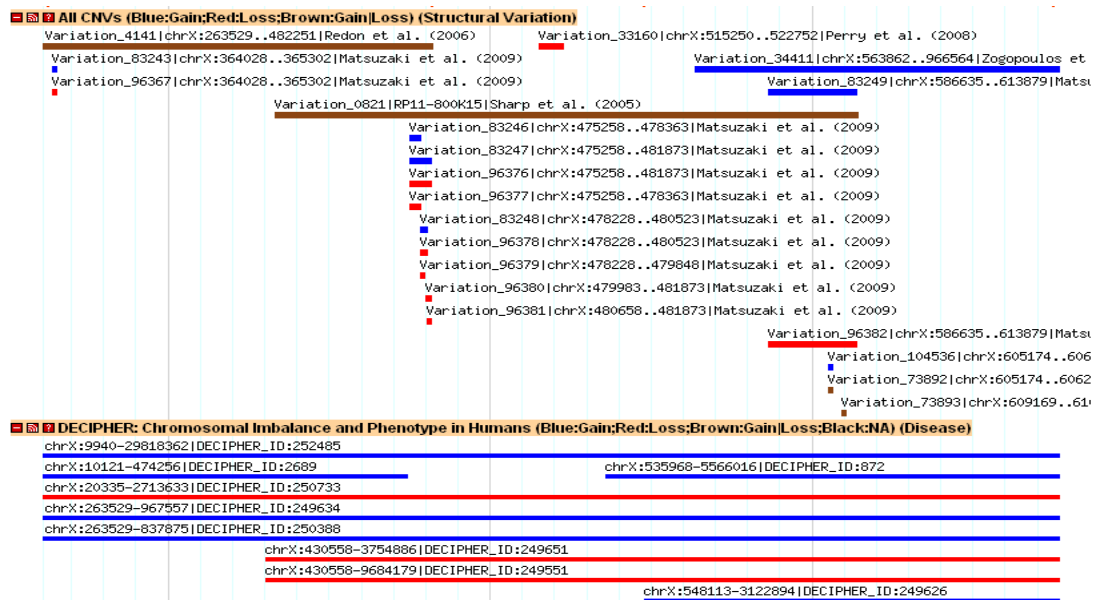 All CNVs (Blue:Gain;Red:Loss;Brown:Gain|Loss) (Structural Variation)
Variation_4141|chrX:263529..482251|Redon et al. (2006) Variation_33160|chrX:515250..522752|Perry et al. (2008)
Variation_83243|chrX:364028..365302|Matsuzaki et al. (2009) Variation_34411|chrX:563862..966564|Zogopoulos et
Variation_96367|chrX:364028..365302|Matsuzaki et al. (2009) Variation_83249|chrX:586635..613879|Mats
Variation_0821|RP11-800K15|Sharp et al. (2005)
Variation_83246|chrX:475258..478363|Matsuzaki et al. (2009)
Variation_83247|chrX:475258..481873|Matsuzaki et al. (2009)
Variation_96376|chrX:475258..481873|Matsuzaki et al. (2009)
Variation_96377|chrX:475258..478363|Matsuzaki et al. (2009)
Variation_83248|chrX:478228..480523|Matsuzaki et al. (2009)
Variation_96378|chrX:478228..480523|Matsuzaki et al. (2009)
Variation_96379|chrX:478228..479848|Matsuzaki et al. (2009)
Variation_96380|chrX:479983..481873|Matsuzaki et al. (2009)
Variation_96381|chrX:480658..481873|Matsuzaki et al. (2009)
Variation_96382|chrX:586635..613879|Mats
Variation_104536|chrX:605174..606
Variation_73892|chrX:605174..6062
Variation_73893|chrX:609169..61
DECIPHER: Chromosomal Imbalance and Phenotype in Humans (Blue:Gain;Red:Loss;Brown:Gain|Loss;Black:NA) (Disease)
chrX:9940-29818362|DECIPHER_ID:252485
chrX:10121-474256|DECIPHER_ID:2689 chrX:535968-5566016|DECIPHER_ID:872
chrX:20335-2713633|DECIPHER_ID:250733
chrX:263529-967557|DECIPHER_ID:249634
chrX:263529-837875|DECIPHER_ID:250388
chrX:430558-3754886|DECIPHER_ID:249651
chrX:430558-9684179|DECIPHER_ID:249551
chrX:548113-3122894|DECIPHER_ID:249626